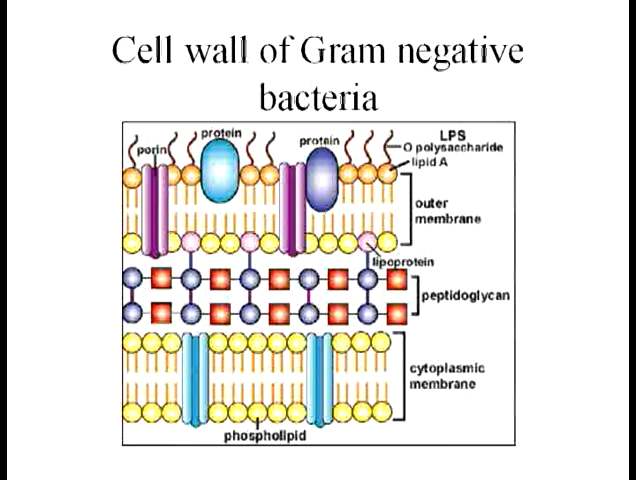 Cell wall of Gram negative
bacteria
LPS
protein
protein
porin
O polysaccharide
lipid A
outer
membrane
lipoprotein
peptidoglycan
cytoplasmic
membrane
phospholipid